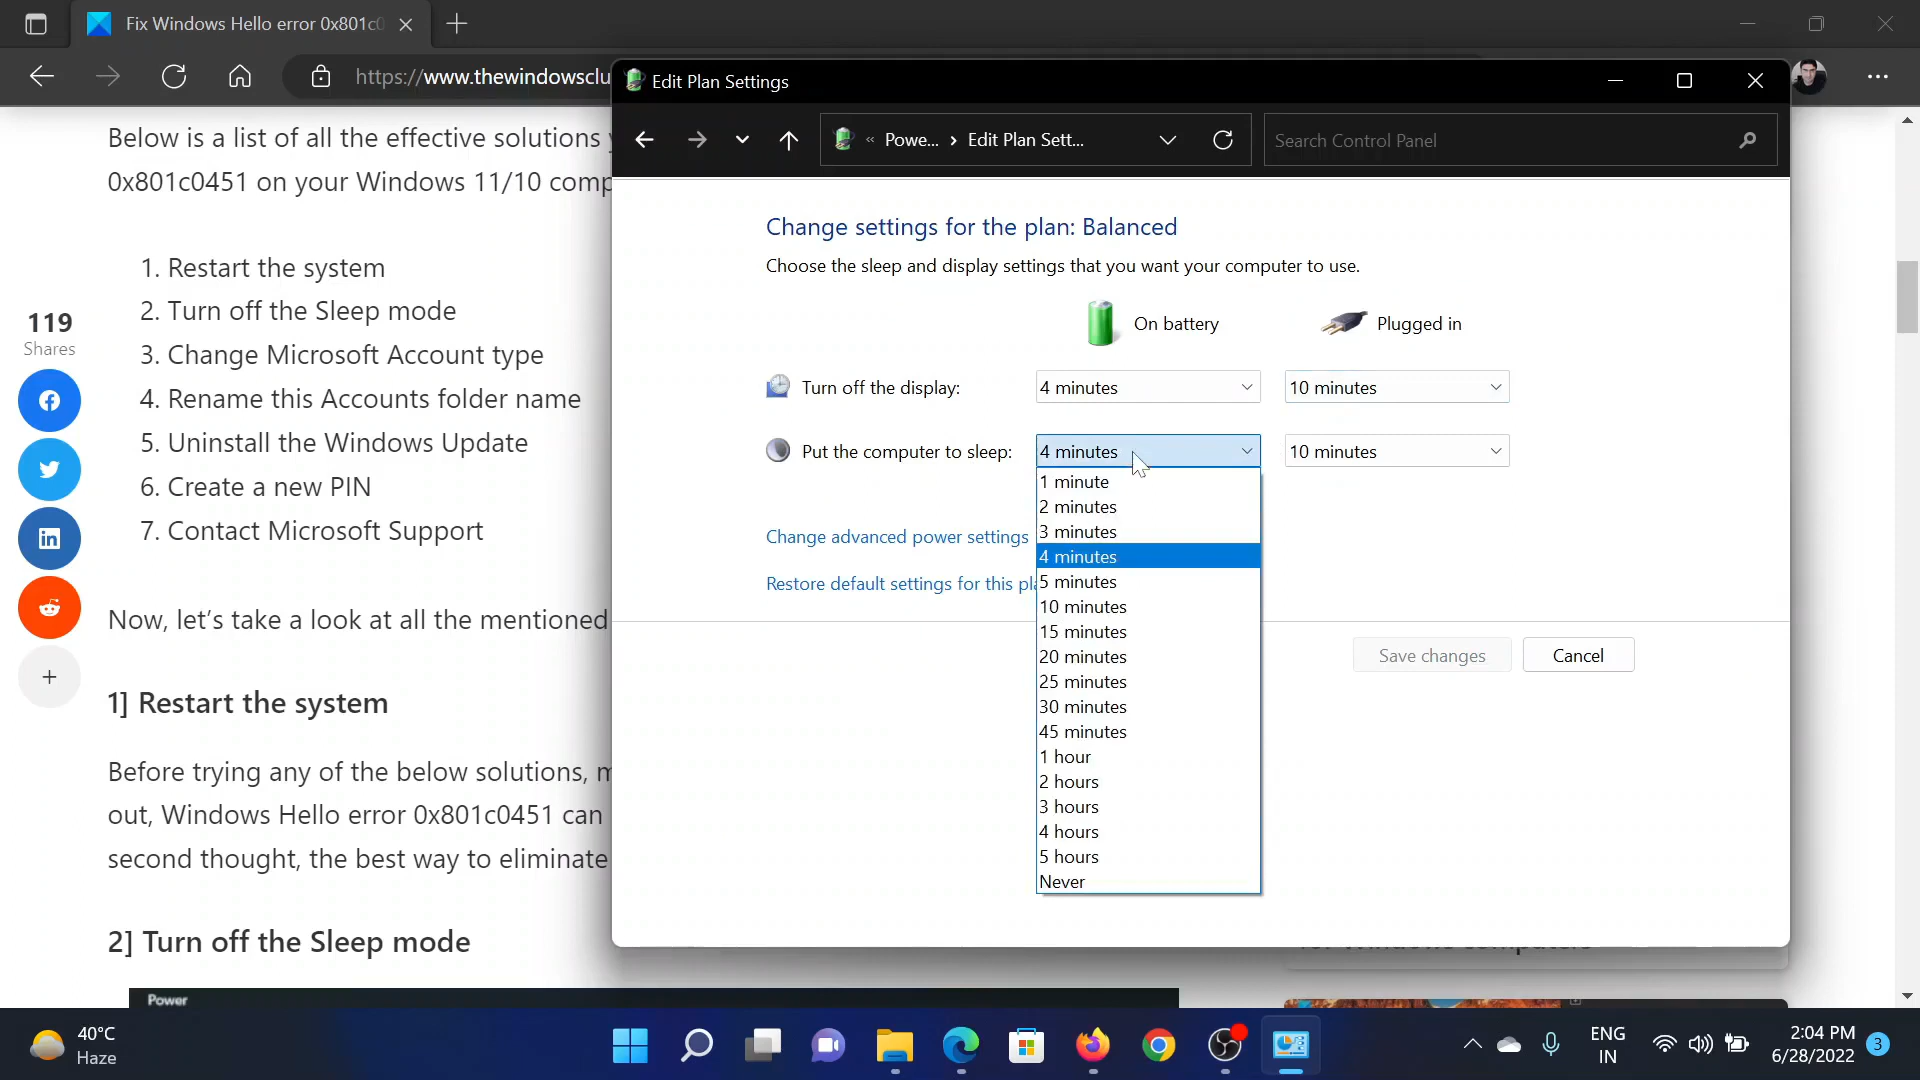 Fix Windows Hello error 0x801c0
https://www.thewindowsclu
Below is a list of all the effective solutions y
0x801c0451 on your Windows 11/10 comp
1. Restart the system
2. Turn off the Sleep mode
3. Change Microsoft Account type
4. Rename this Accounts folder name
5. Uninstall the Windows Update
6. Create a new PIN
7. Contact Microsoft Support
119
Shares
Now, let's take a look at all the mentioned
1] Restart the system
Before trying any of the below solutions, m
out, Windows Hello error 0x801c0451 can
second thought, the best way to eliminate
2] Turn off the Sleep mode
Power
Edit Plan Settings
« Powe... › Edit Plan Sett...
Search Control Panel
Change settings for the plan: Balanced
Choose the sleep and display settings that you want your computer to use.
On battery
Plugged in
Turn off the display:
4 minutes
10 minutes
Put the computer to sleep:
4 minutes
10 minutes
1 minute
2 minutes
3 minutes
4 minutes
5 minutes
10 minutes
15 minutes
20 minutes
25 minutes
30 minutes
45 minutes
1 hour
2 hours
3 hours
4 hours
5 hours
Never
Change advanced power settings
Restore default settings for this pla
Save changes
Cancel
40°C
Haze
ENG
IN
2:04 PM
6/28/2022
3